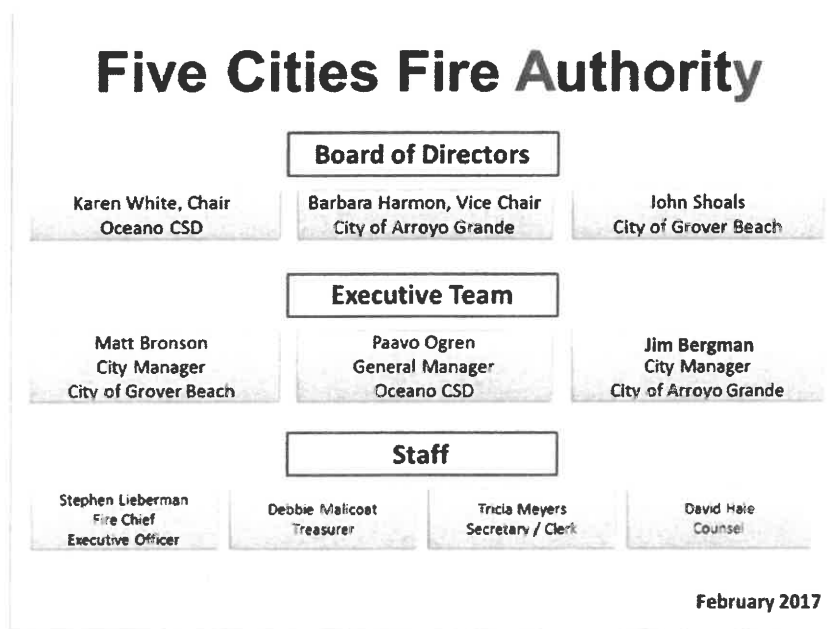 Five Cities Fire Authority
Board of Directors
Karen White, Chair
Oceano CSD
Barbara Harmon, Vice Chair
City of Arroyo Grande
John Shoals
City of Grover Beach
Executive Team
Matt Bronson
City Manager
City of Grover Beach
Paavo Ogren
General Manager
Oceano CSD
Jim Bergman
City Manager
City of Arroyo Grande
Staff
Stephen Lieberman
Fire Chief
Executive Officer
Debbie Malicoat
Treasurer
Tricia Meyers
Secretary / Clerk
David Hale
Counsel
February 2017